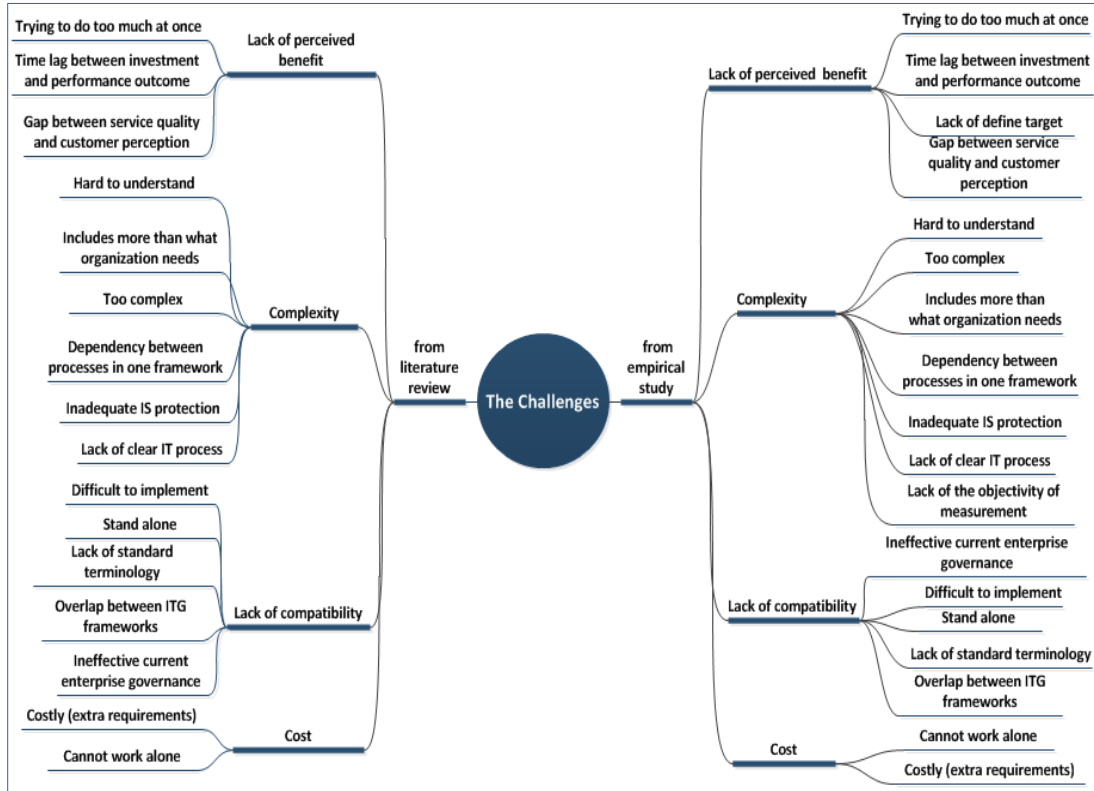 Trying to do too much at once
Time lag between investment
and performance outcome
Gap between service quality
and customer perception
Lack of perceived
benefit
Hard to understand
Includes more than what
organization needs
Too complex
Dependency between
processes in one framework
Inadequate IS protection
Lack of clear IT process
Complexity
Difficult to implement
Stand alone
Lack of standard
terminology
Overlap between ITG
frameworks
Ineffective current
enterprise governance
Lack of compatibility
Costly (extra requirements)
Cannot work alone
Cost
from
literature
review
The Challenges
from
empirical
study
Lack of perceived benefit
Trying to do too much at once
Time lag between investment
and performance outcome
Lack of define target
Gap between service
quality and customer
perception
Complexity
Hard to understand
Too complex
Includes more than
what organization needs
Dependency between
processes in one framework
Inadequate IS protection
Lack of clear IT process
Lack of the objectivity of
measurement
Lack of compatibility
Ineffective current enterprise
governance
Difficult to implement
Stand alone
Lack of standard terminology
Overlap between ITG
frameworks
Cost
Cannot work alone
Costly (extra requirements)